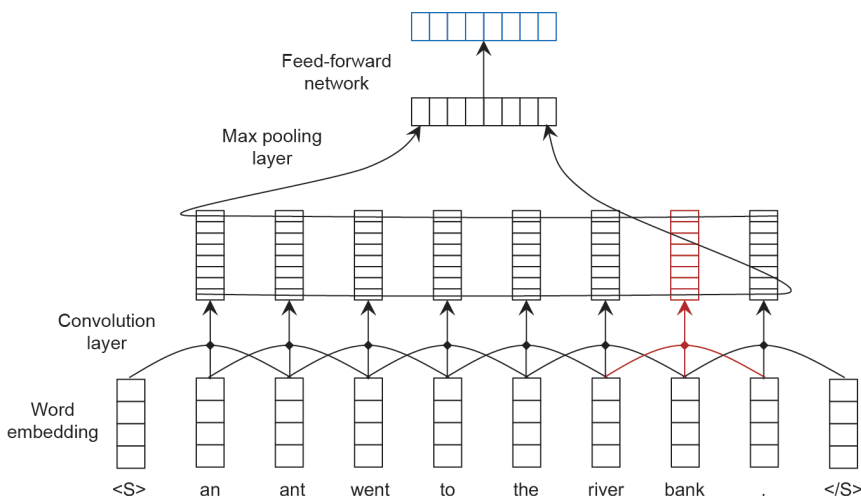 Feed-forward
network
Max pooling
layer
Convolution
layer
Word
embedding
<S> an ant went to the river bank . </S>